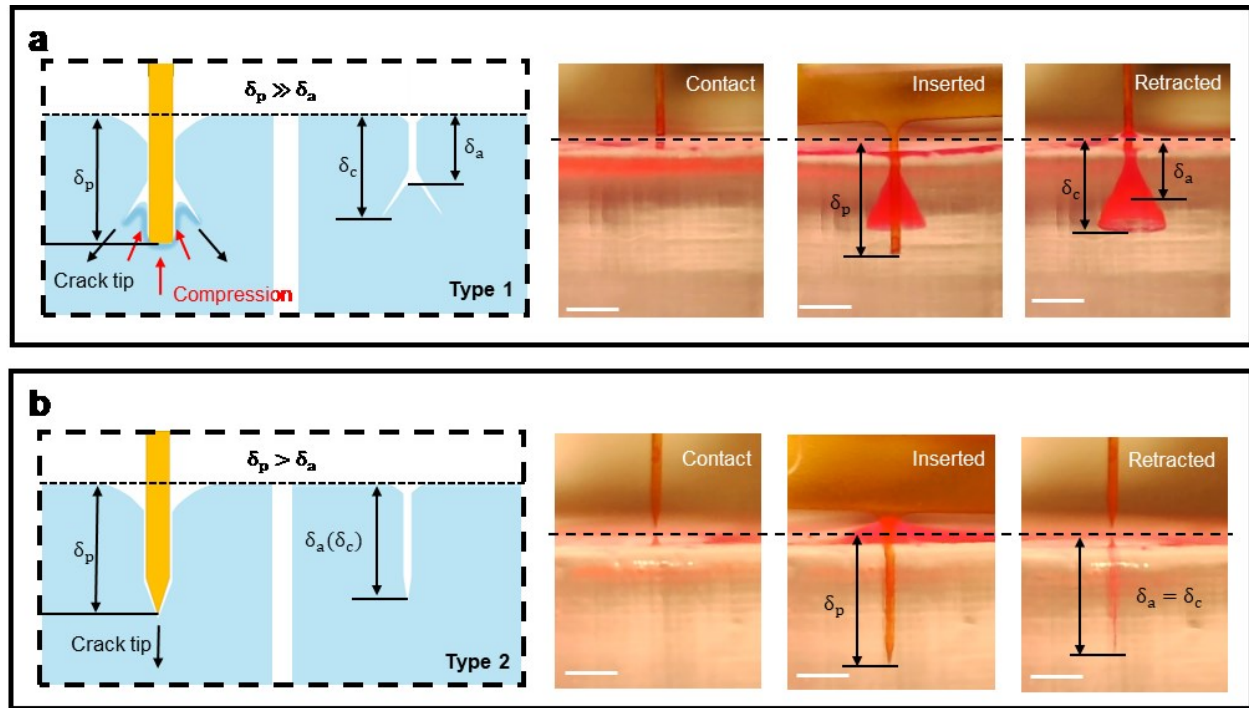 a
δp ≫ δa
δp
Crack tip
Compression
δc
δa
Type 1
Contact
Inserted
δp
Retracted
δc
δa
b
δp > δa
δp
Crack tip
δa(δc)
Type 2
Contact
Inserted
δp
Retracted
δa = δc